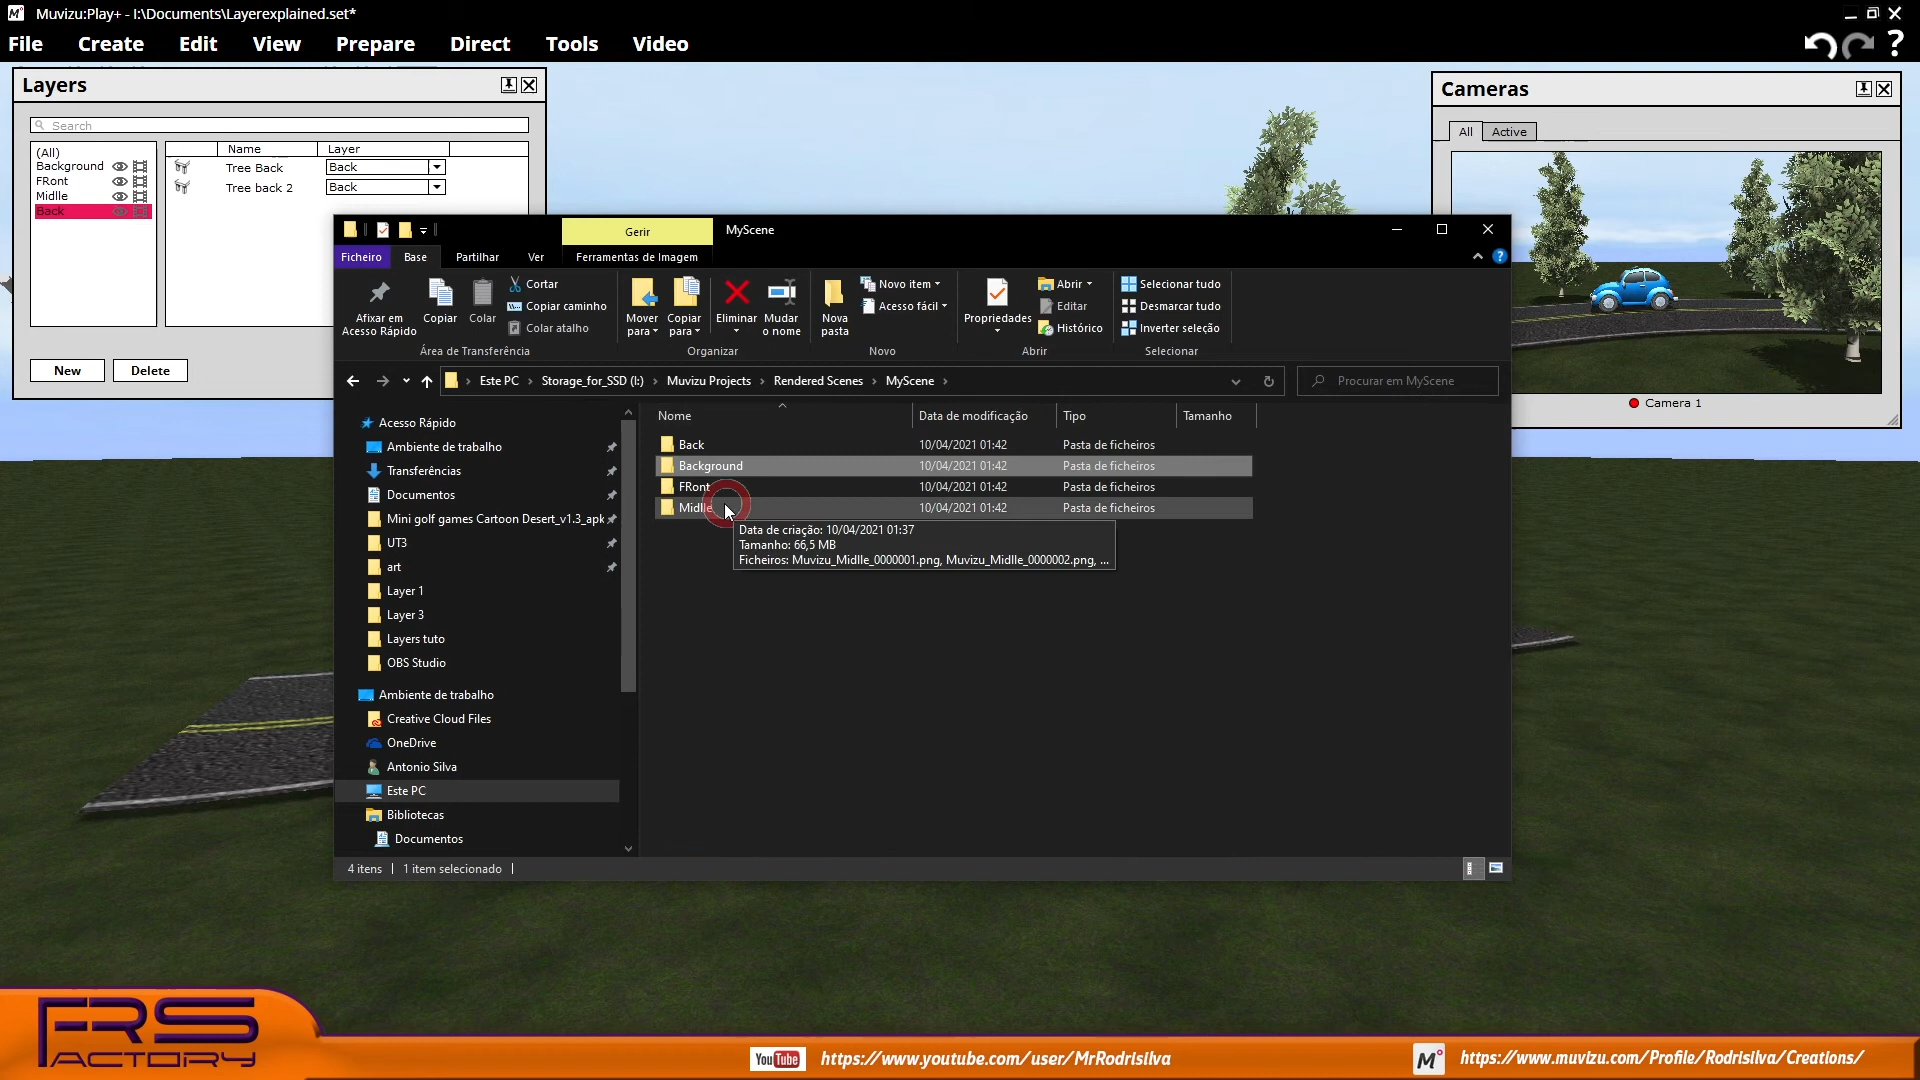 Muvizu:Play+ - I:\Documents\Layerexplained.set*
File Create Edit View Prepare Direct Tools Video
Layers
Search
(All)
Background
FRont
Midlle
Back
Name Layer
Tree Back Back
Tree back 2 Back
New Delete
Cameras
All Active
Camera 1
Gerir MyScene
Ficheiro Base Partilhar Ver Ferramentas de Imagem
Afixar em
Acesso Rápido
Copiar
Colar
Cortar
Copiar caminho
Colar atalho
Área de Transferência
Mover
para
Copiar
para
Eliminar
Mudar
o nome
Organizar
Nova
pasta
Novo item
Acesso fácil
Novo
Propriedades
Abrir
Editar
Histórico
Abrir
Selecionar tudo
Desmarcar tudo
Inverter seleção
Selecionar
Este PC Storage_for_SSD (I:) Muvizu Projects Rendered Scenes MyScene
Procurar em MyScene
Acesso Rápido
Ambiente de trabalho
Transferências
Documentos
Mini golf games Cartoon Desert_v1.3_apk
UT3
art
Layer 1
Layer 3
Layers tuto
OBS Studio
Ambiente de trabalho
Creative Cloud Files
OneDrive
Antonio Silva
Este PC
Bibliotecas
Documentos
Nome Data de modificação Tipo Tamanho
Back 10/04/2021 01:42 Pasta de ficheiros
Background 10/04/2021 01:42 Pasta de ficheiros
FRont 10/04/2021 01:42 Pasta de ficheiros
Midlle 10/04/2021 01:42 Pasta de ficheiros
Data de criação: 10/04/2021 01:37
Tamanho: 66,5 MB
Ficheiros: Muvizu_Midlle_0000001.png, Muvizu_Midlle_0000002.png, ...
4 itens 1 item selecionado
FRS
FACTORY
YouTube https://www.youtube.com/user/MrRodrisilva
M https://www.muvizu.com/Profile/Rodrisilva/Creations/